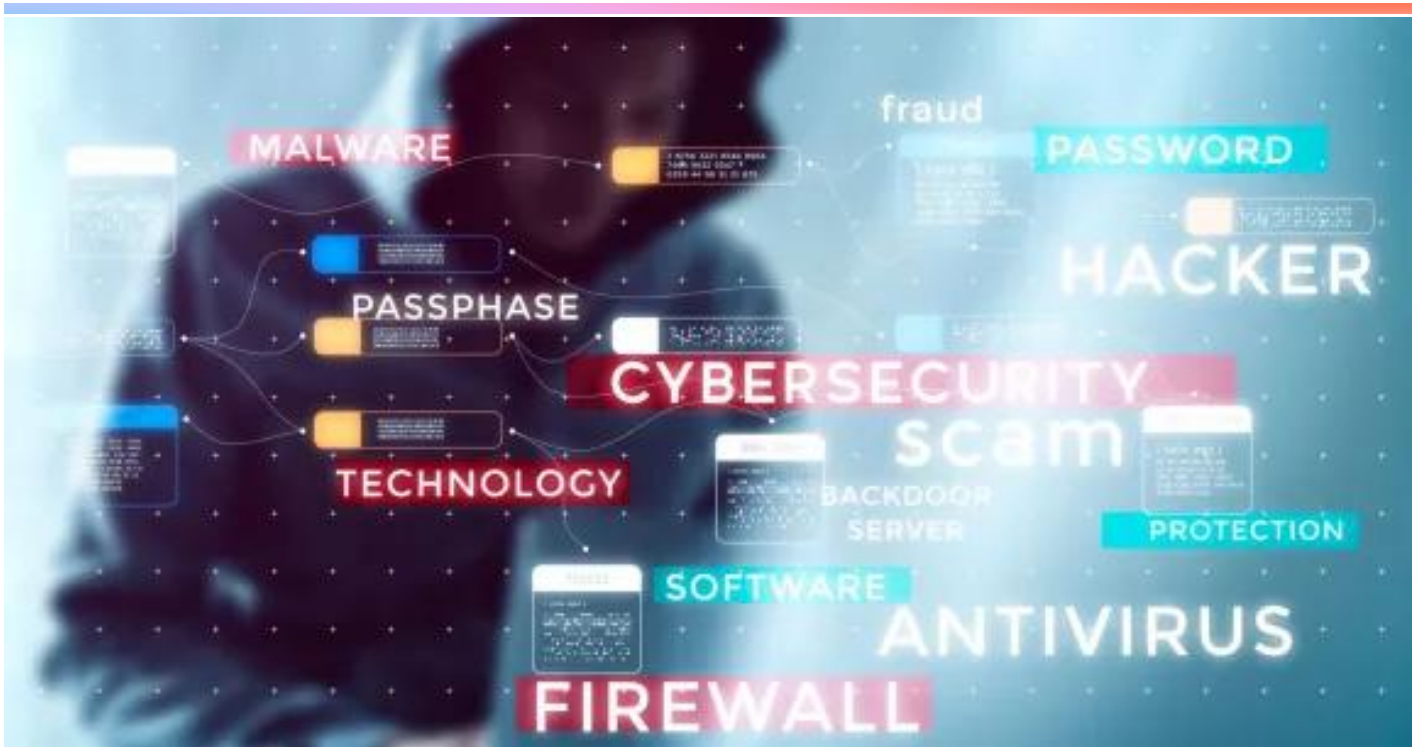 fraud
MALWARE
PASSWORD
HACKER
PASSPHASE
CYBERSECURITY
scam
TECHNOLOGY
BACKDOOR
SERVER
PROTECTION
SOFTWARE
ANTIVIRUS
FIREWALL